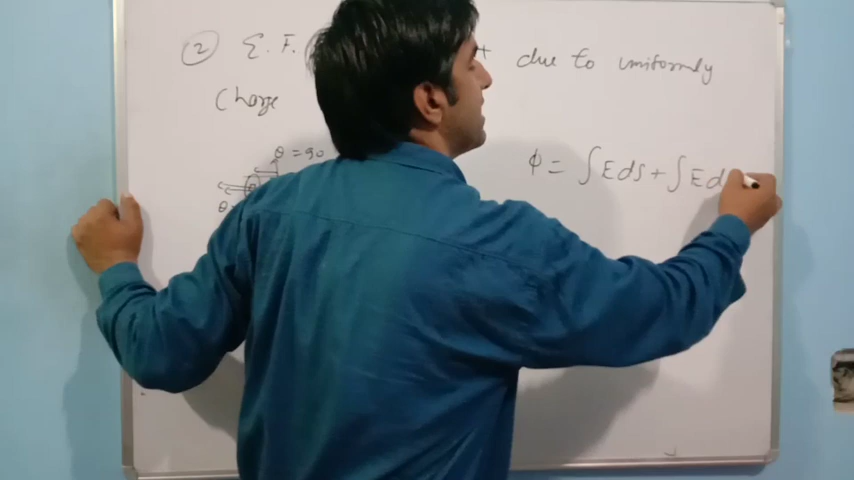 ② E.F. due to uniformly
Charge
θ = 90
φ = ∫ E ds + ∫ E d
θ